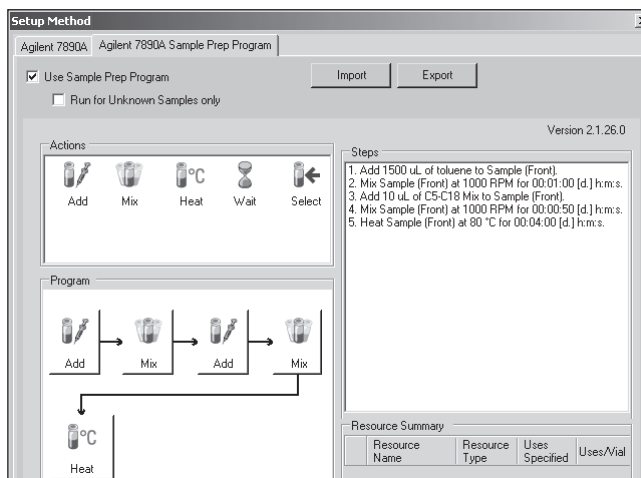 Setup Method
Agilent 7890A Agilent 7890A Sample Prep Program
Use Sample Prep Program
Import Export
Run for Unknown Samples only
Version 2.1.26.0
Actions
Add Mix Heat Wait Select
Steps
1. Add 1500 uL of toluene to Sample (Front).
2. Mix Sample (Front) at 1000 RPM for 00:01:00 [d.] h:m:s.
3. Add 10 uL of C5-C18 Mix to Sample (Front).
4. Mix Sample (Front) at 1000 RPM for 00:00:50 [d.] h:m:s.
5. Heat Sample (Front) at 80 °C for 00:04:00 [d.] h:m:s.
Program
°C
Add Mix Add Mix
°C
Heat
Resource Summary
Resource Name Resource Type Uses Specified Uses/Vial